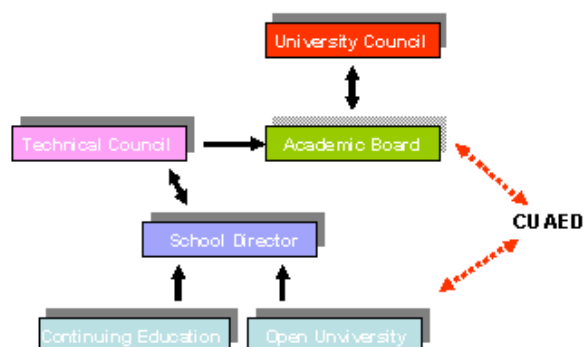 University Council
Technical Council
Academic Board
CUAED
School Director
Continuing Education
Open Unviversity